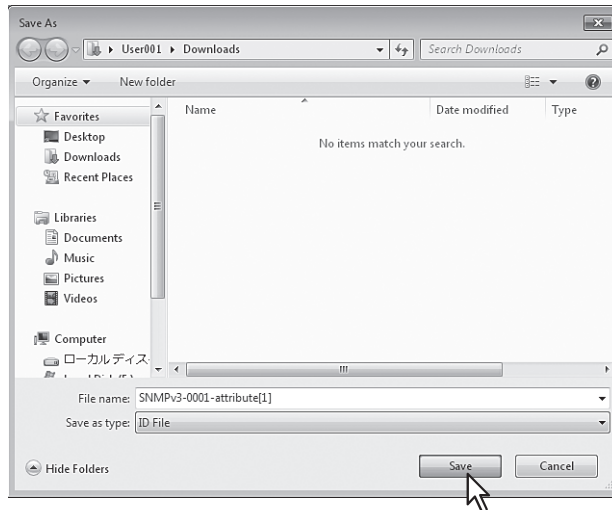 Save As
User001 Downloads
Search Downloads
Organize New folder
Name Date modified Type
No items match your search.
Favorites
Desktop
Downloads
Recent Places
Libraries
Documents
Music
Pictures
Videos
Computer
ローカル ディス
File name: SNMPv3-0001-attribute[1]
Save as type: ID File
Hide Folders
Save Cancel